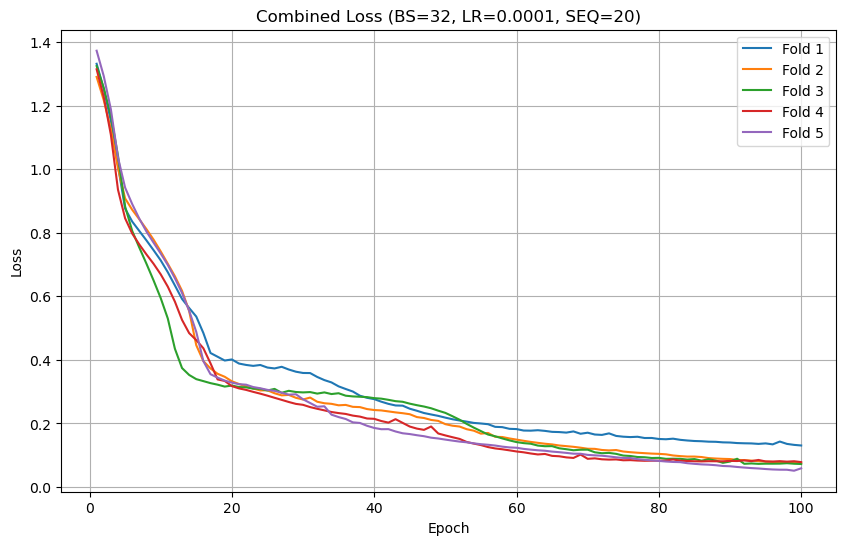 Combined Loss (BS=32, LR=0.0001, SEQ=20)
1.4
1.2
1.0
0.8
0.6
0.4
0.2
0.0
Loss
Fold 1
Fold 2
Fold 3
Fold 4
Fold 5
0 20 40 60 80 100
Epoch